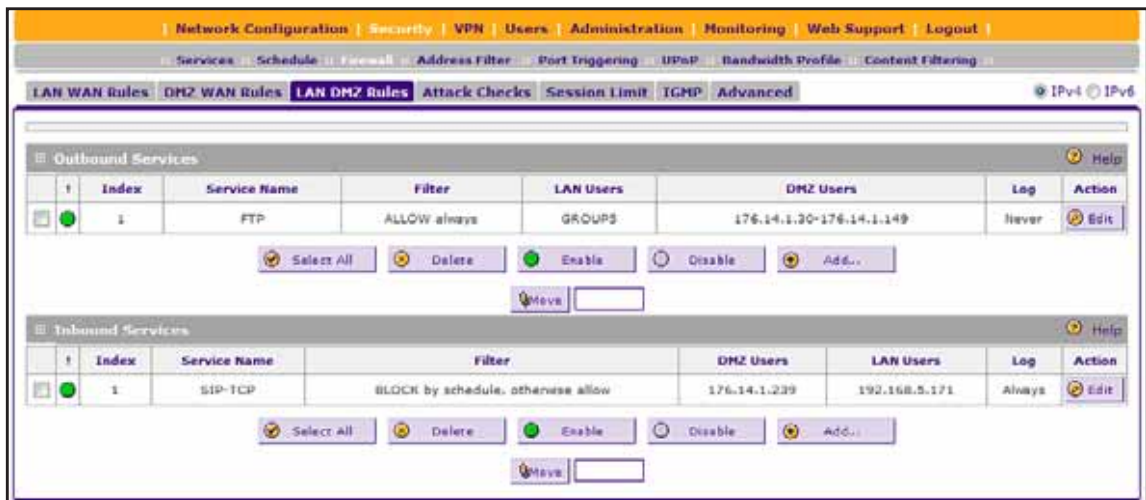 Network Configuration | Security | VPN | Users | Administration | Monitoring | Web Support | Logout
Services Schedule Firewall Address Filter Port Triggering UPnP Bandwidth Profile Content Filtering
LAN WAN Rules DMZ WAN Rules LAN DMZ Rules Attack Checks Session Limit IGMP Advanced IPv4 IPv6
Outbound Services Help
! Index Service Name Filter LAN Users DMZ Users Log Action
1 FTP ALLOW always GROUP5 176.14.1.30-176.14.1.149 Never Edit
Select All Delete Enable Disable Add...
Move
Inbound Services Help
! Index Service Name Filter DMZ Users LAN Users Log Action
1 SIP-TCP BLOCK by schedule, otherwise allow 176.14.1.239 192.168.5.171 Always Edit
Select All Delete Enable Disable Add...
Move